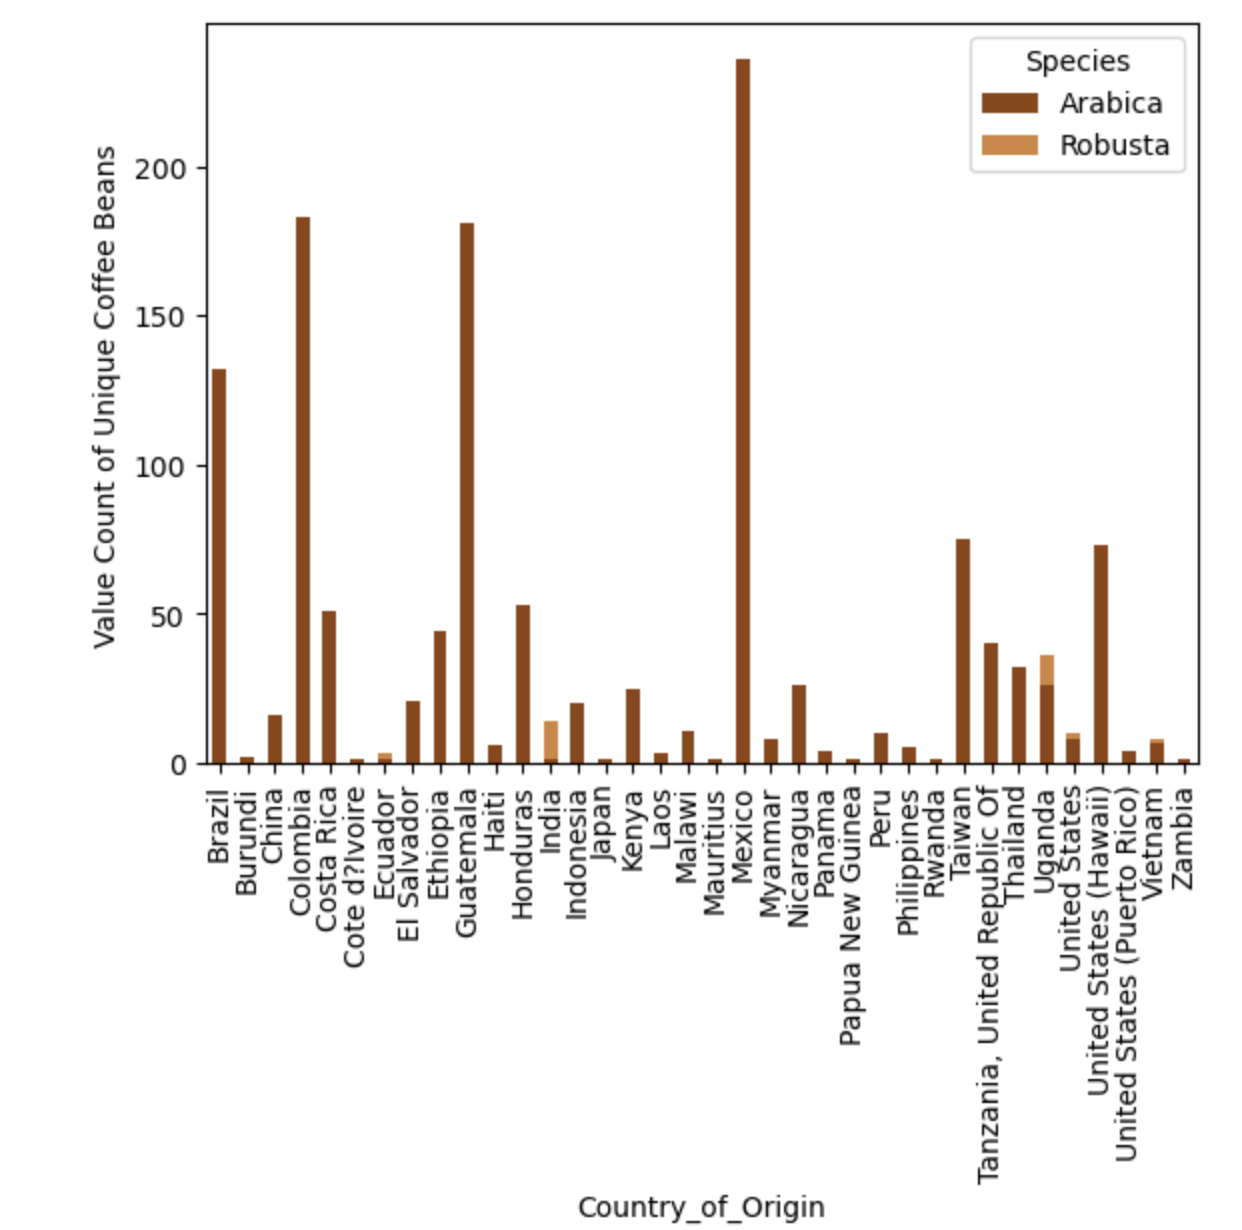 Species
Arabica
Robusta
Value Count of Unique Coffee Beans
200
150
100
50
0
Brazil
Burundi
China
Colombia
Costa Rica
Cote d?Ivoire
Ecuador
El Salvador
Ethiopia
Guatemala
Haiti
Honduras
India
Indonesia
Japan
Kenya
Laos
Malawi
Mauritius
Mexico
Myanmar
Nicaragua
Panama
Papua New Guinea
Peru
Philippines
Rwanda
Taiwan
Tanzania, United Republic Of
Thailand
Uganda
United States
United States (Hawaii)
United States (Puerto Rico)
Vietnam
Zambia
Country_of_Origin